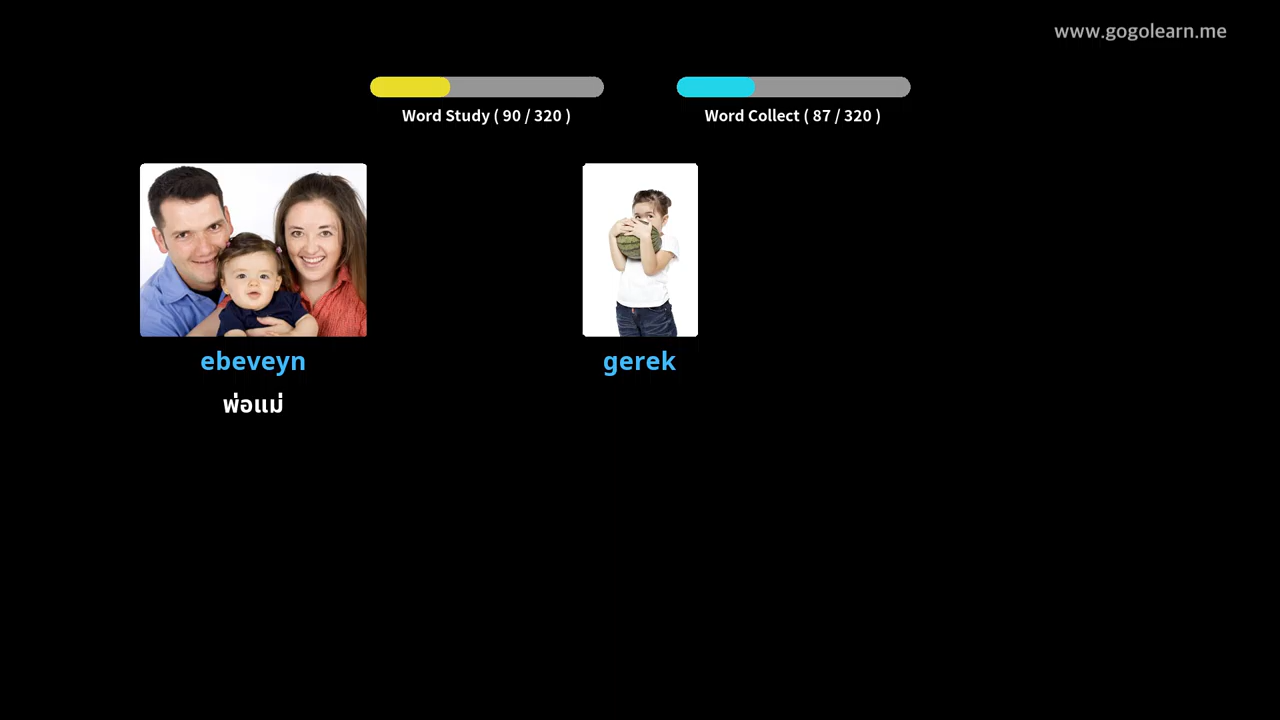 www.gogolearn.me
Word Study ( 90 / 320 )
Word Collect ( 87 / 320 )
ebeveyn
พ่อแม่
gerek